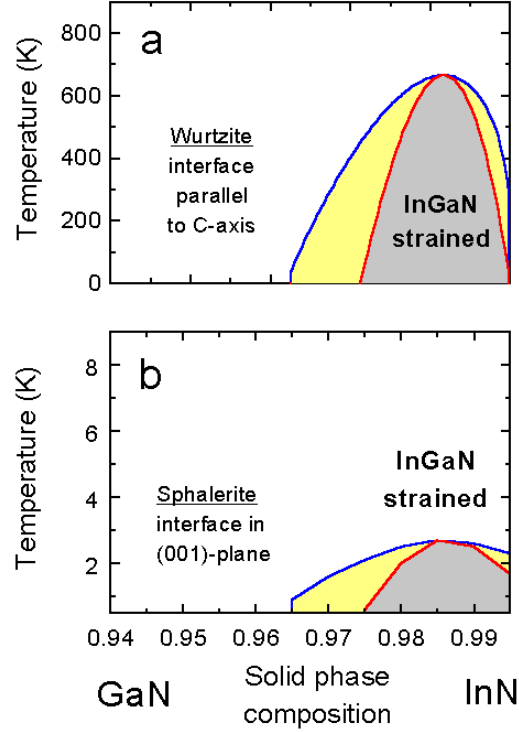 a
800
600
400
200
0
Temperature (K)
Wurtzite
interface
parallel
to C-axis
InGaN
strained
b
8
6
4
2
Temperature (K)
InGaN
strained
Sphalerite
interface in
(001)-plane
0.94 0.95 0.96 0.97 0.98 0.99
GaN Solid phase InN
composition